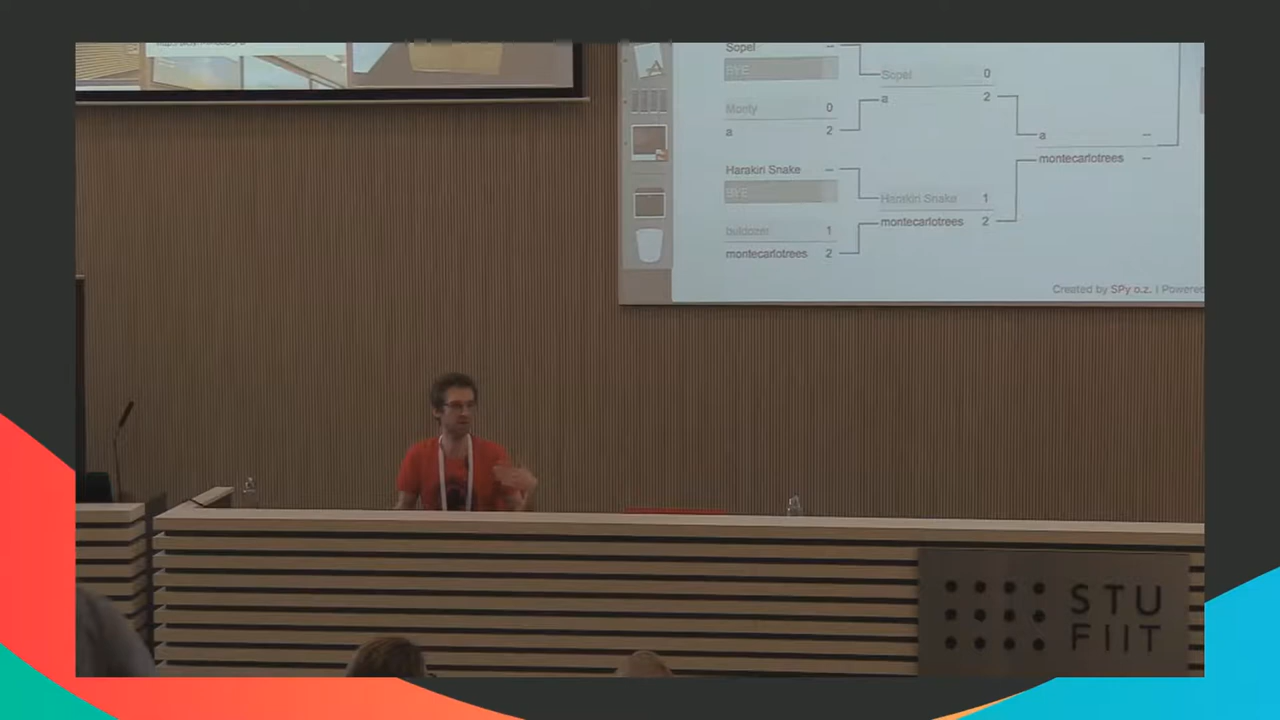 Sopel –
BYE
Sopel 0
a 2
Monty 0
a 2
a –
montecarlotrees –
Harakiri Snake –
BYE
Harakiri Snake 1
montecarlotrees 2
buldozer 1
montecarlotrees 2
Created by SPy o.z. | Powered
STU
FIIT